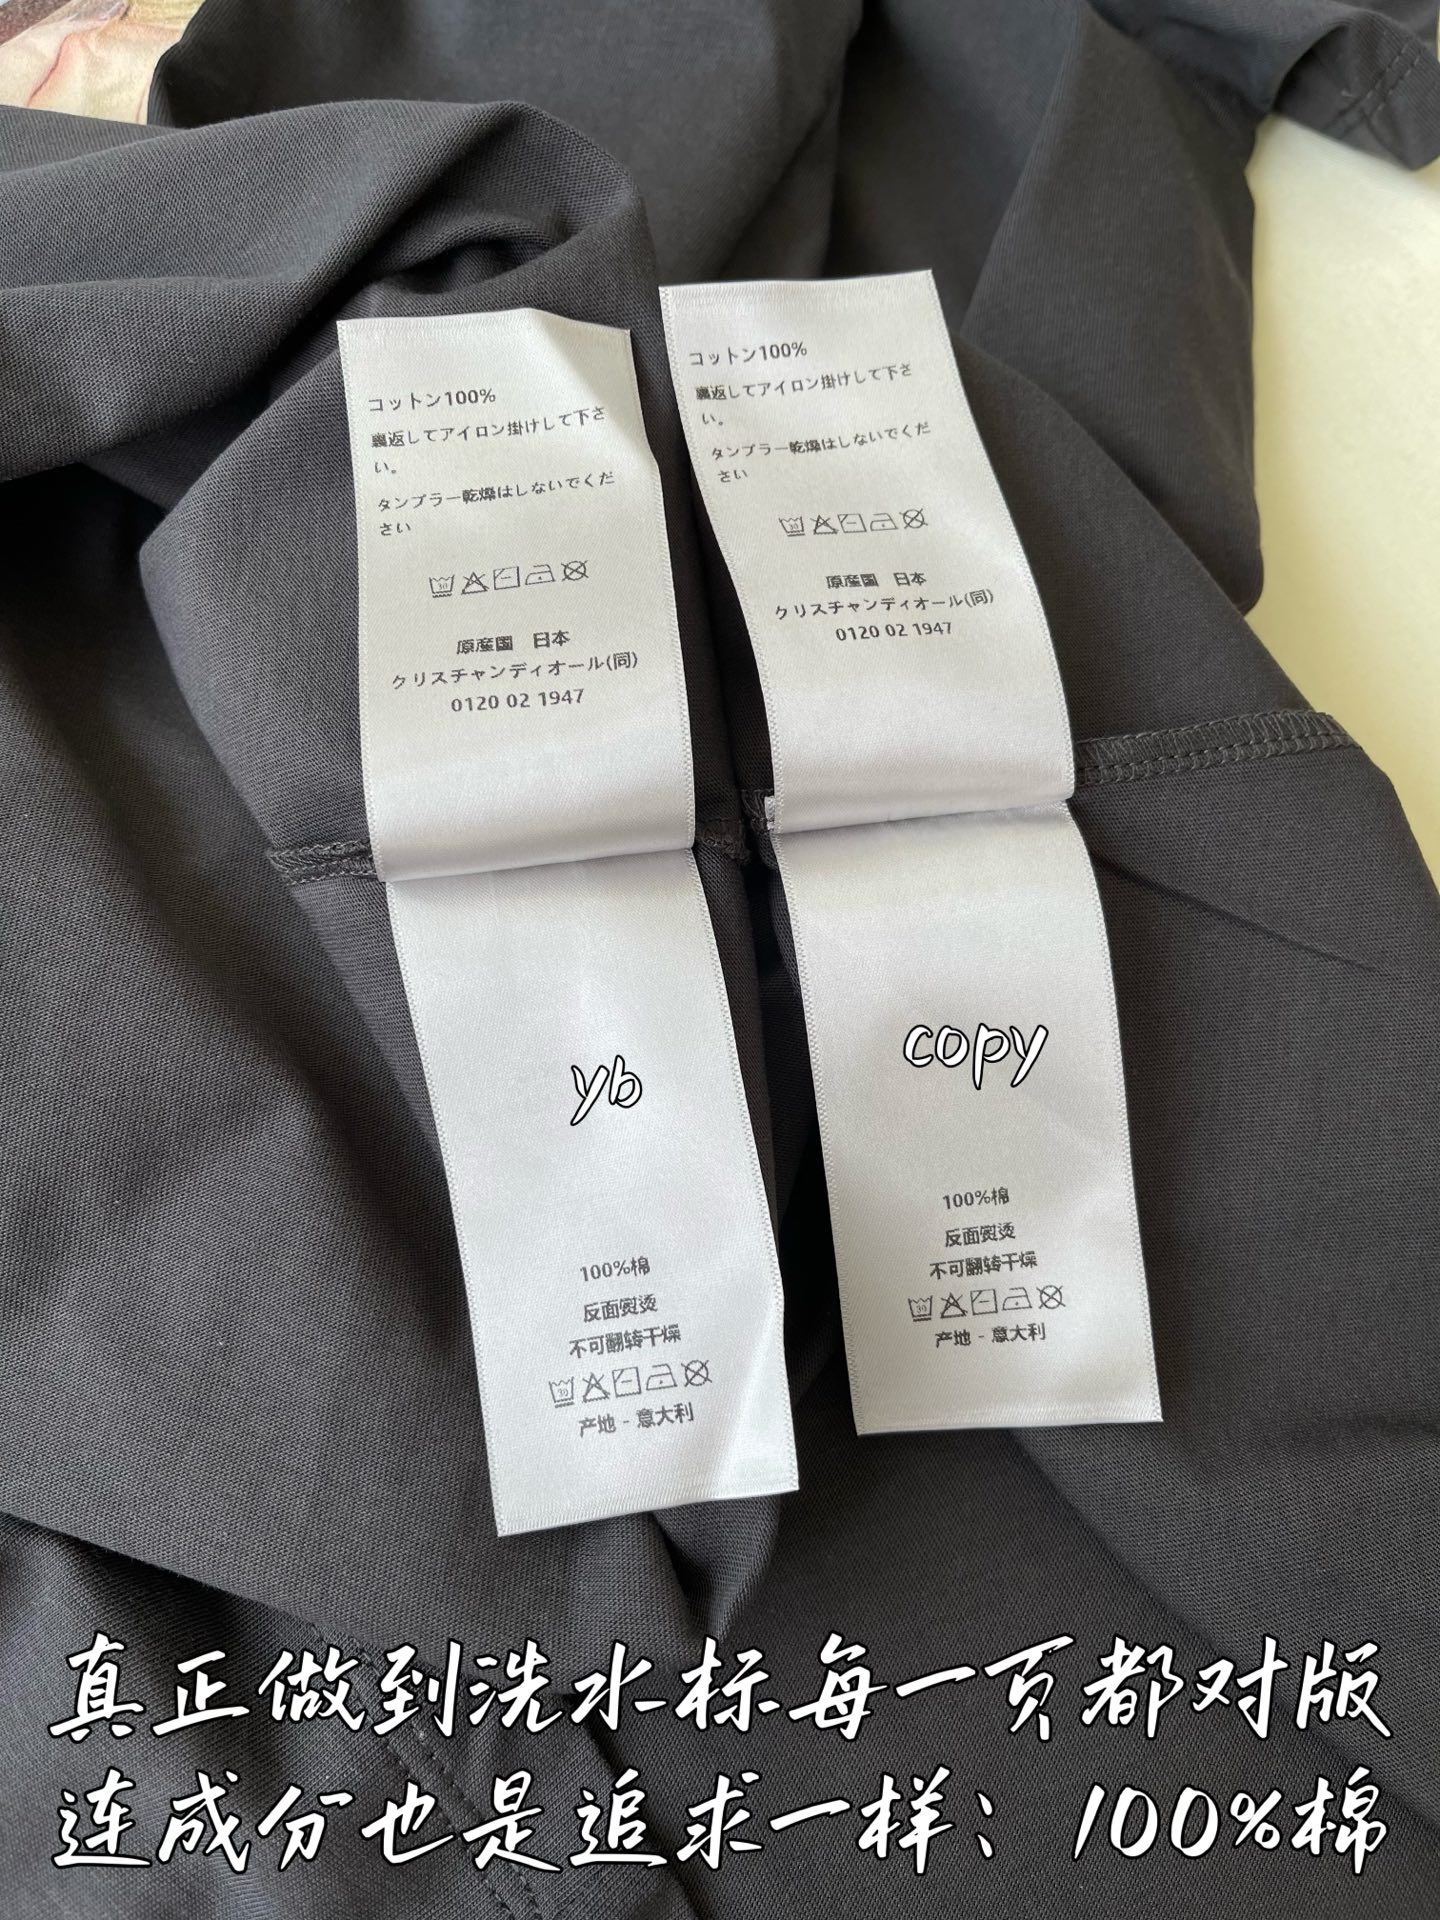 コットン100%
裏返してアイロン掛けして下さ
い。
タンブラー乾燥はしないでくだ
さい
30
原産国 日本
クリスチャンディオール(同)
0120 02 1947
yb
100%棉
反面熨烫
不可翻转干燥
30
产地 - 意大利
コットン100%
裏返してアイロン掛けして下さ
い。
タンブラー乾燥はしないでくだ
さい
30
原産国 日本
クリスチャンディオール(同)
0120 02 1947
copy
100%棉
反面熨烫
不可翻转干燥
30
产地 - 意大利
真正做到洗水标每一页都对版
连成分也是追求一样：100%棉